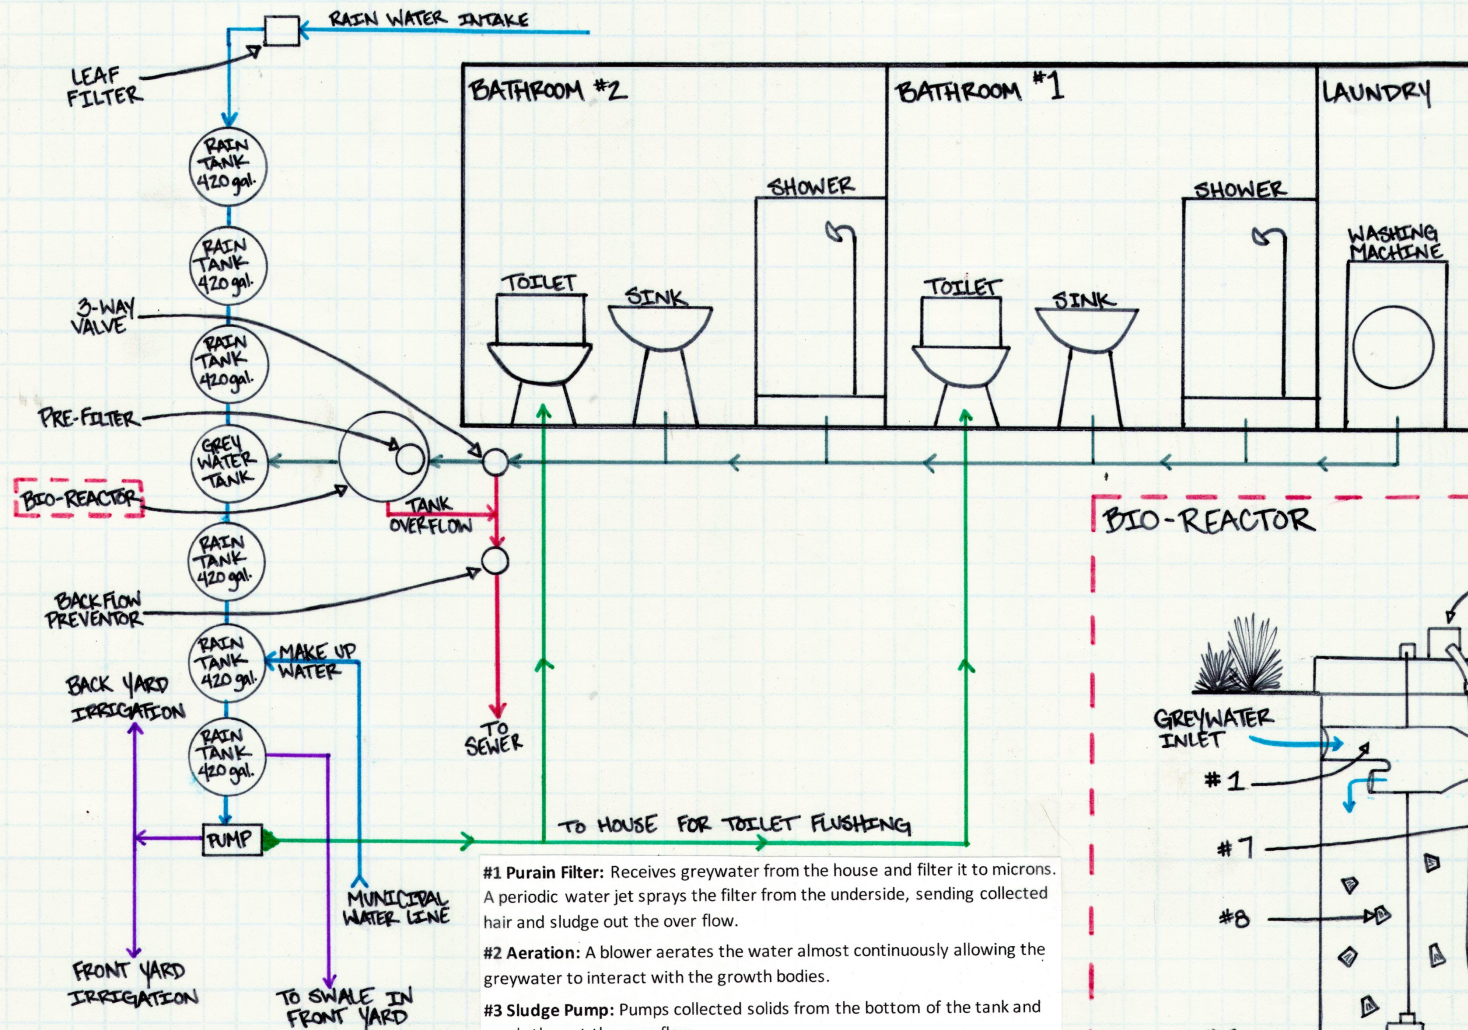 RAIN WATER INTAKE
LEAF
FILTER
BATHROOM #2
BATHROOM #1
LAUNDRY
RAIN
TANK
420 gal.
RAIN
TANK
420 gal.
RAIN
TANK
420 gal.
GREY
WATER
TANK
RAIN
TANK
420 gal.
RAIN
TANK
420 gal.
RAIN
TANK
420 gal.
3-WAY
VALVE
PRE-FILTER
BIO-REACTOR
BACKFLOW
PREVENTOR
TANK
OVERFLOW
MAKE UP
WATER
TO
SEWER
BACK YARD
IRRIGATION
PUMP
MUNICIPAL
WATER LINE
FRONT YARD
IRRIGATION
TO SWALE IN
FRONT YARD
TO HOUSE FOR TOILET FLUSHING
TOILET
SINK
SHOWER
TOILET
SINK
SHOWER
WASHING
MACHINE
BIO-REACTOR
GREYWATER
INLET
#1
#7
#8
#1 Purain Filter: Receives greywater from the house and filter it to microns.
A periodic water jet sprays the filter from the underside, sending collected
hair and sludge out the over flow.
#2 Aeration: A blower aerates the water almost continuously allowing the
greywater to interact with the growth bodies.
#3 Sludge Pump: Pumps collected solids from the bottom of the tank and